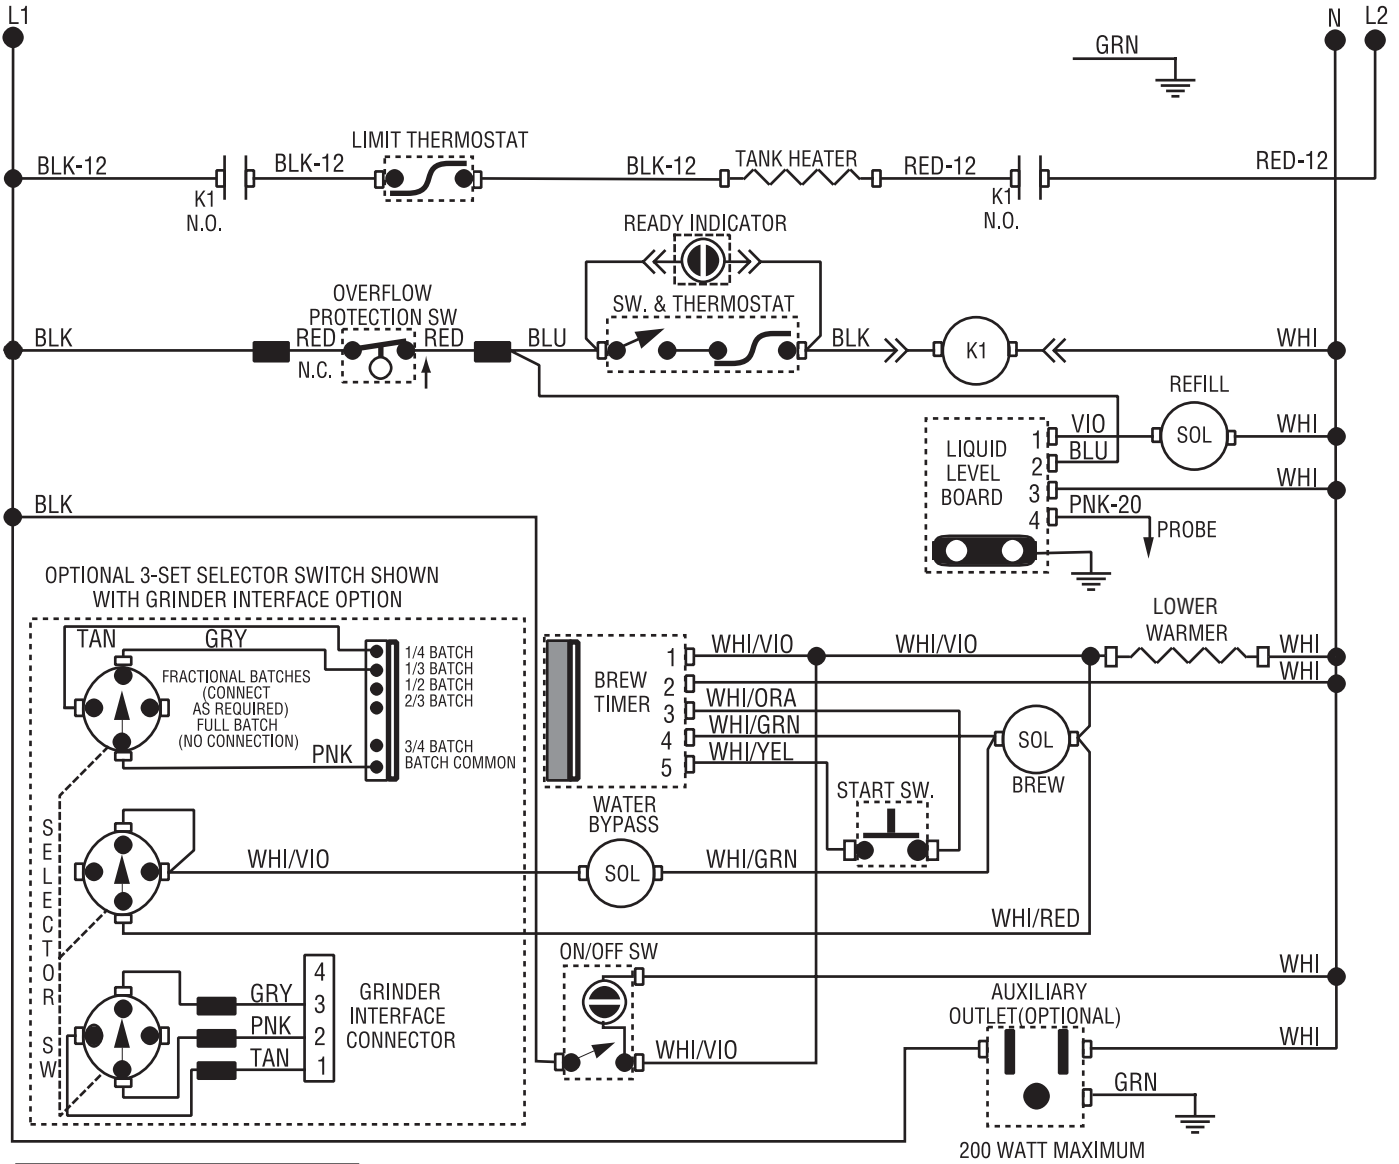 L1
N
L2
GRN
LIMIT THERMOSTAT
BLK-12
BLK-12
BLK-12
TANK HEATER
RED-12
RED-12
K1
N.O.
K1
N.O.
READY INDICATOR
OVERFLOW
PROTECTION SW
SW. & THERMOSTAT
BLK
RED
RED
BLU
BLK
K1
WHI
N.C.
REFILL
VIO
SOL
WHI
LIQUID
LEVEL
BOARD
1
2
3
4
BLU
WHI
PNK-20
PROBE
BLK
OPTIONAL 3-SET SELECTOR SWITCH SHOWN
WITH GRINDER INTERFACE OPTION
TAN
GRY
FRACTIONAL BATCHES
(CONNECT
AS REQUIRED)
FULL BATCH
(NO CONNECTION)
1/4 BATCH
1/3 BATCH
1/2 BATCH
2/3 BATCH
3/4 BATCH
BATCH COMMON
PNK
LOWER
WARMER
BREW
TIMER
1
2
3
4
5
WHI/VIO
WHI/VIO
WHI
WHI
WHI/ORA
WHI/GRN
WHI/YEL
SOL
BREW
START SW.
WATER
BYPASS
SELECTOR SW
WHI/VIO
SOL
WHI/GRN
WHI/RED
ON/OFF SW
WHI
4
3
2
1
GRY
PNK
TAN
GRINDER
INTERFACE
CONNECTOR
WHI/VIO
AUXILIARY
OUTLET(OPTIONAL)
WHI
GRN
200 WATT MAXIMUM